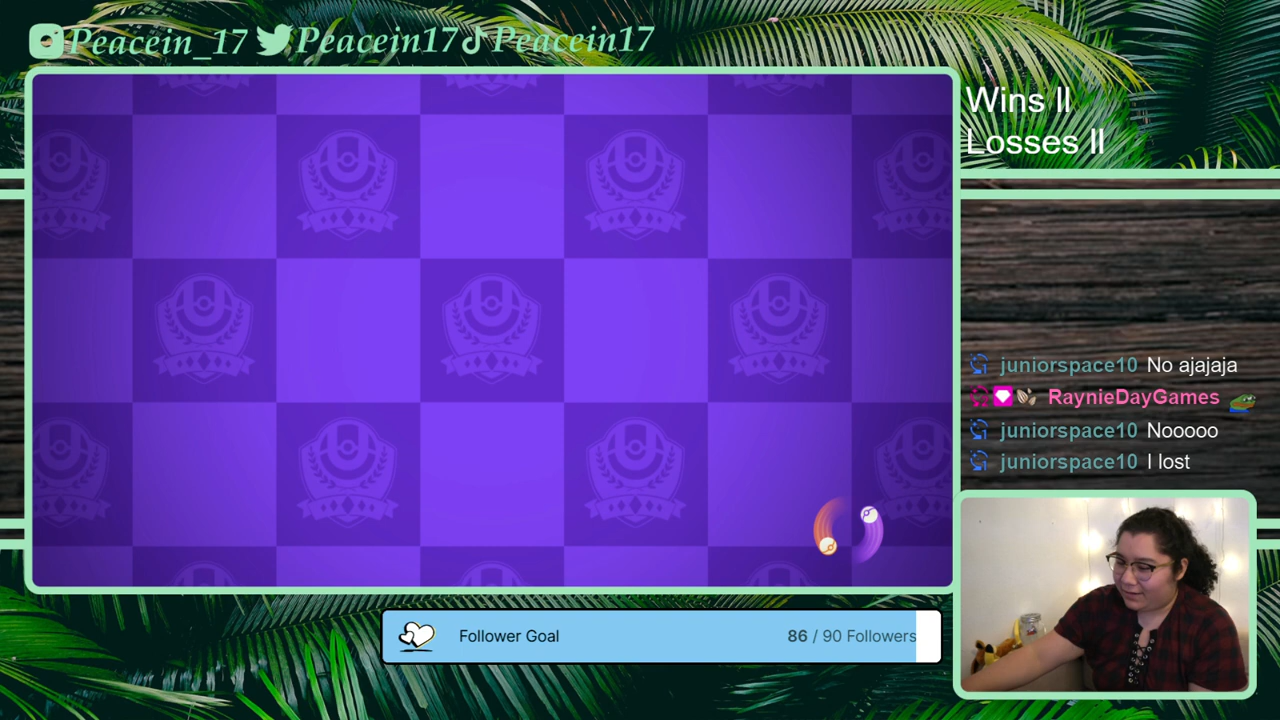 Peacein_17 Peacein17 Peacein17
Wins ll
Losses ll
juniorspace10 No ajajaja
RaynieDayGames
juniorspace10 Nooooo
juniorspace10 I lost
Follower Goal 86 / 90 Followers